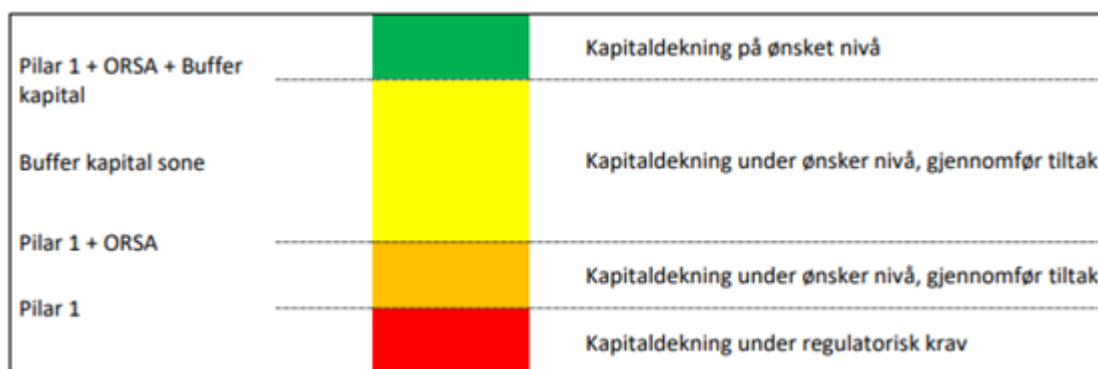 Kapitaldekning på ønsket nivå
Pilar 1 + ORSA + Buffer
kapital
Buffer kapital sone
Kapitaldekning under ønsker nivå, gjennomfør tiltak
Pilar 1 + ORSA
Kapitaldekning under ønsker nivå, gjennomfør tiltak
Pilar 1
Kapitaldekning under regulatorisk krav